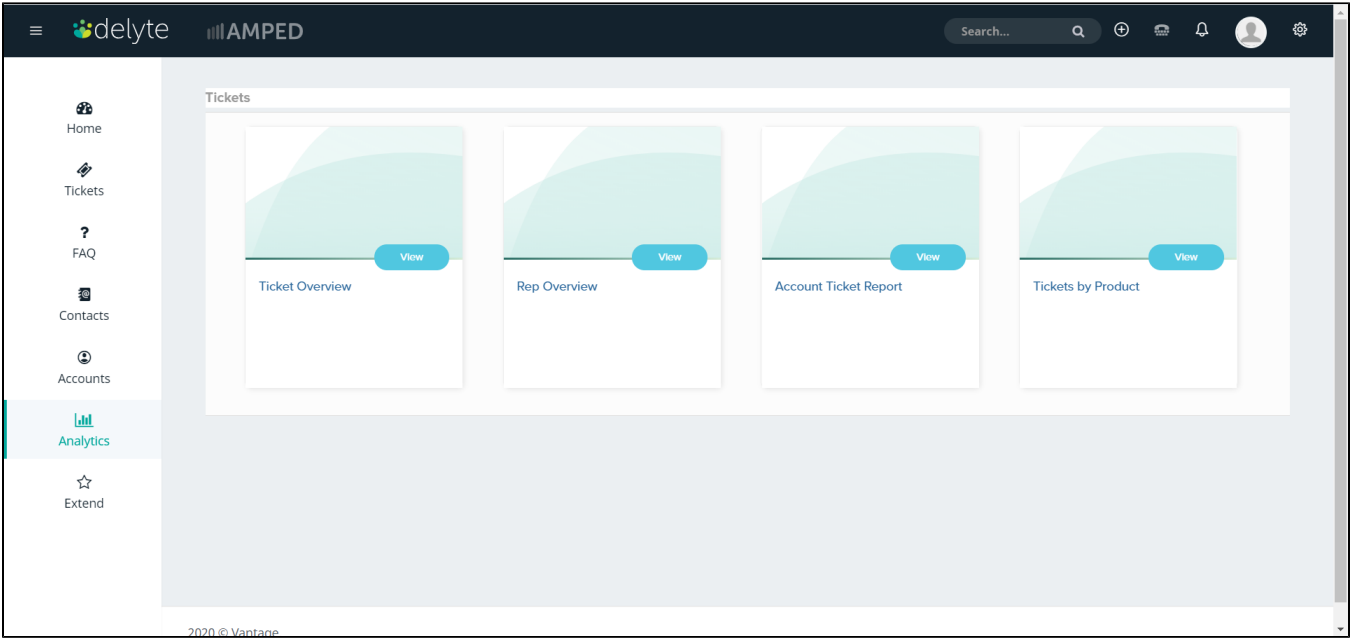 delyte AMPED Search...
Home
Tickets
FAQ
Contacts
Accounts
Analytics
Extend
Tickets
View View View View
Ticket Overview Rep Overview Account Ticket Report Tickets by Product
2020 © Vantage